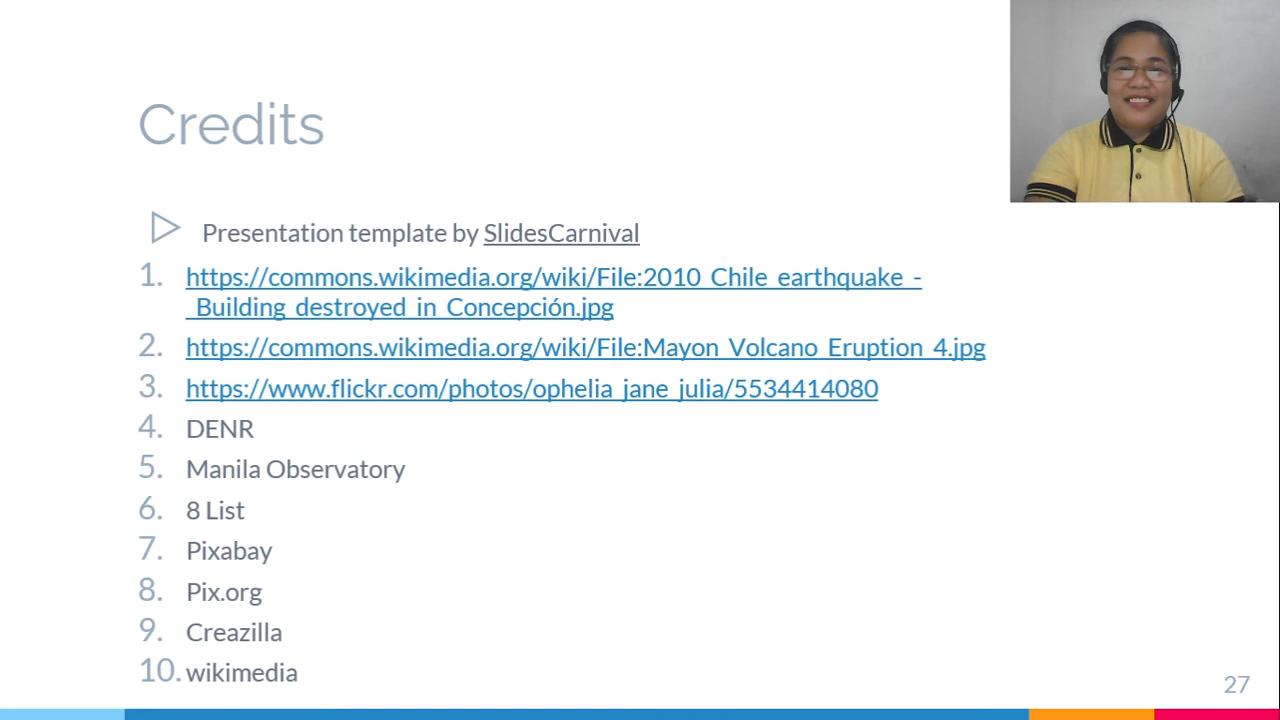 Credits
Presentation template by SlidesCarnival
1. https://commons.wikimedia.org/wiki/File:2010_Chile_earthquake_-
_Building_destroyed_in_Concepción.jpg
2. https://commons.wikimedia.org/wiki/File:Mayon_Volcano_Eruption_4.jpg
3. https://www.flickr.com/photos/ophelia_jane_julia/5534414080
4. DENR
5. Manila Observatory
6. 8 List
7. Pixabay
8. Pix.org
9. Creazilla
10. wikimedia
27